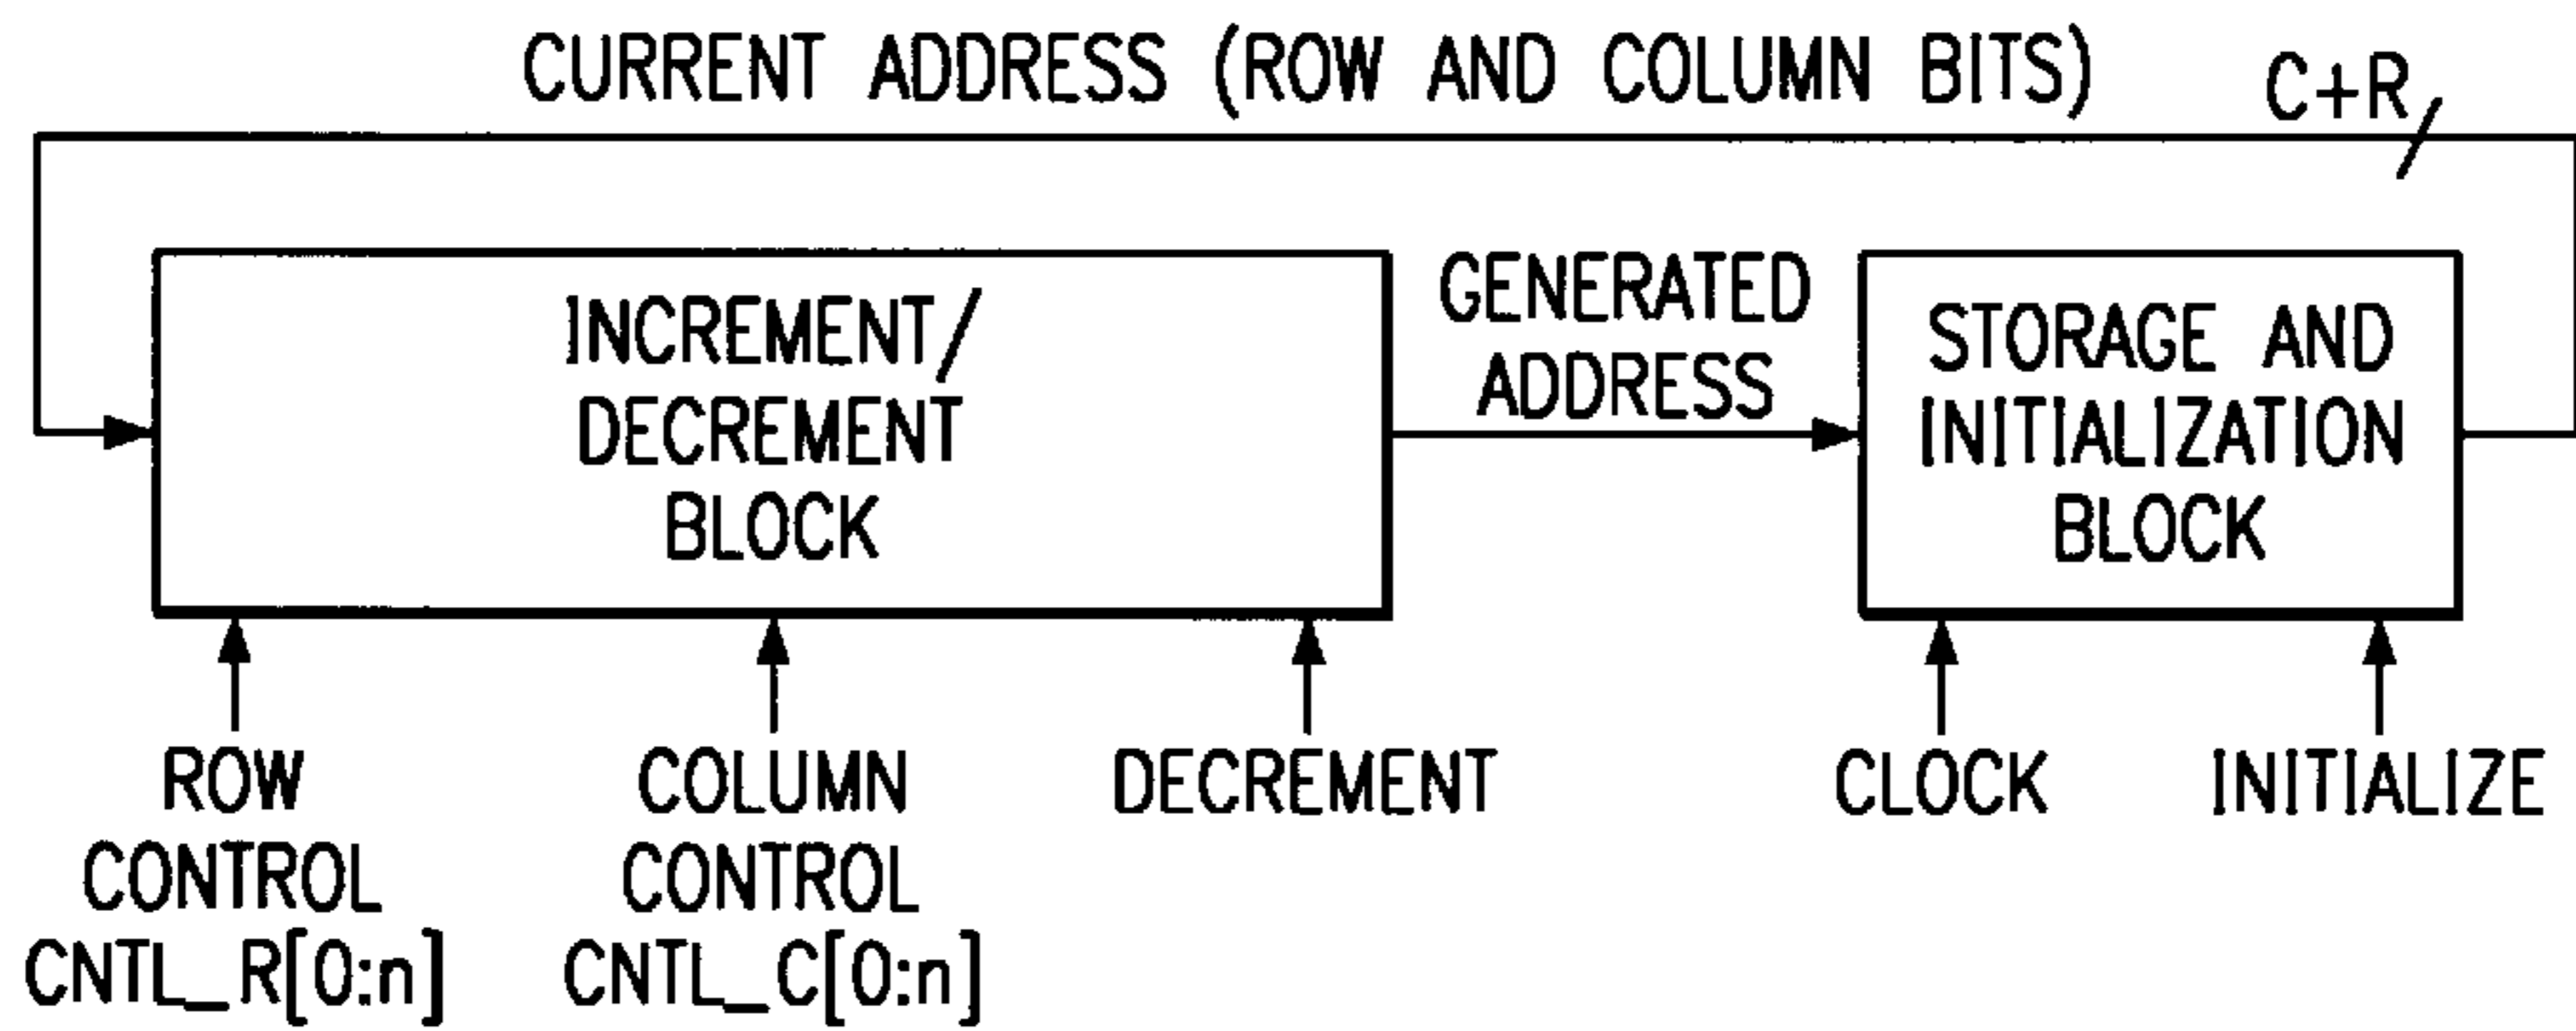 CURRENT ADDRESS (ROW AND COLUMN BITS)
C+R
INCREMENT/
DECREMENT
BLOCK
GENERATED
ADDRESS
STORAGE AND
INITIALIZATION
BLOCK
ROW
CONTROL
CNTL_R[0:n]
COLUMN
CONTROL
CNTL_C[0:n]
DECREMENT
CLOCK
INITIALIZE